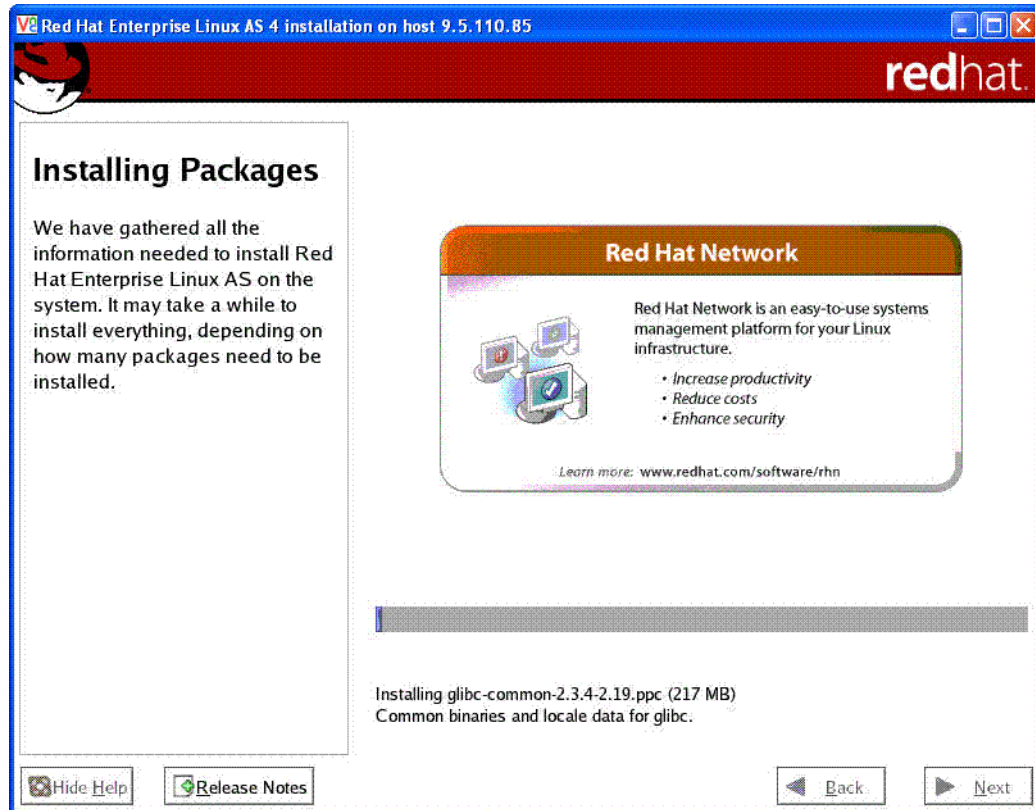 Red Hat Enterprise Linux AS 4 installation on host 9.5.110.85
redhat.
Installing Packages
We have gathered all the
information needed to install Red
Hat Enterprise Linux AS on the
system. It may take a while to
install everything, depending on
how many packages need to be
installed.
Red Hat Network
Red Hat Network is an easy-to-use systems
management platform for your Linux
infrastructure.
• Increase productivity
• Reduce costs
• Enhance security
Learn more: www.redhat.com/software/rhn
Installing glibc-common-2.3.4-2.19.ppc (217 MB)
Common binaries and locale data for glibc.
Hide Help
Release Notes
Back
Next